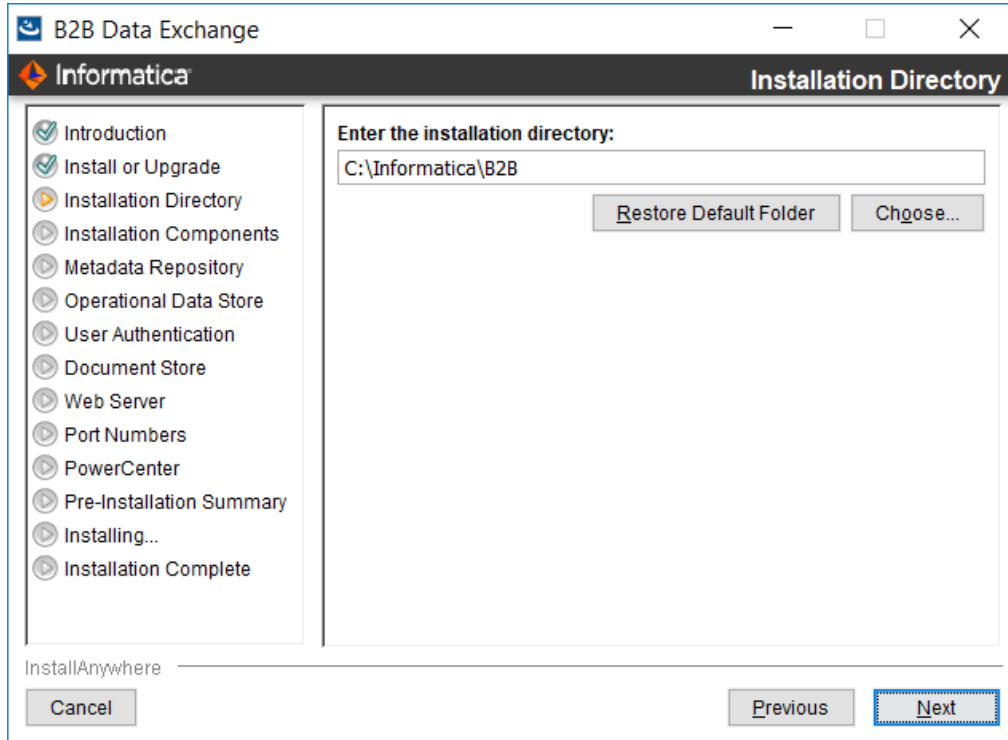 B2B Data Exchange
Informatica
Installation Directory
Introduction
Install or Upgrade
Installation Directory
Installation Components
Metadata Repository
Operational Data Store
User Authentication
Document Store
Web Server
Port Numbers
PowerCenter
Pre-Installation Summary
Installing...
Installation Complete
Enter the installation directory:
C:\Informatica\B2B
Restore Default Folder
Choose...
InstallAnywhere
Cancel
Previous
Next